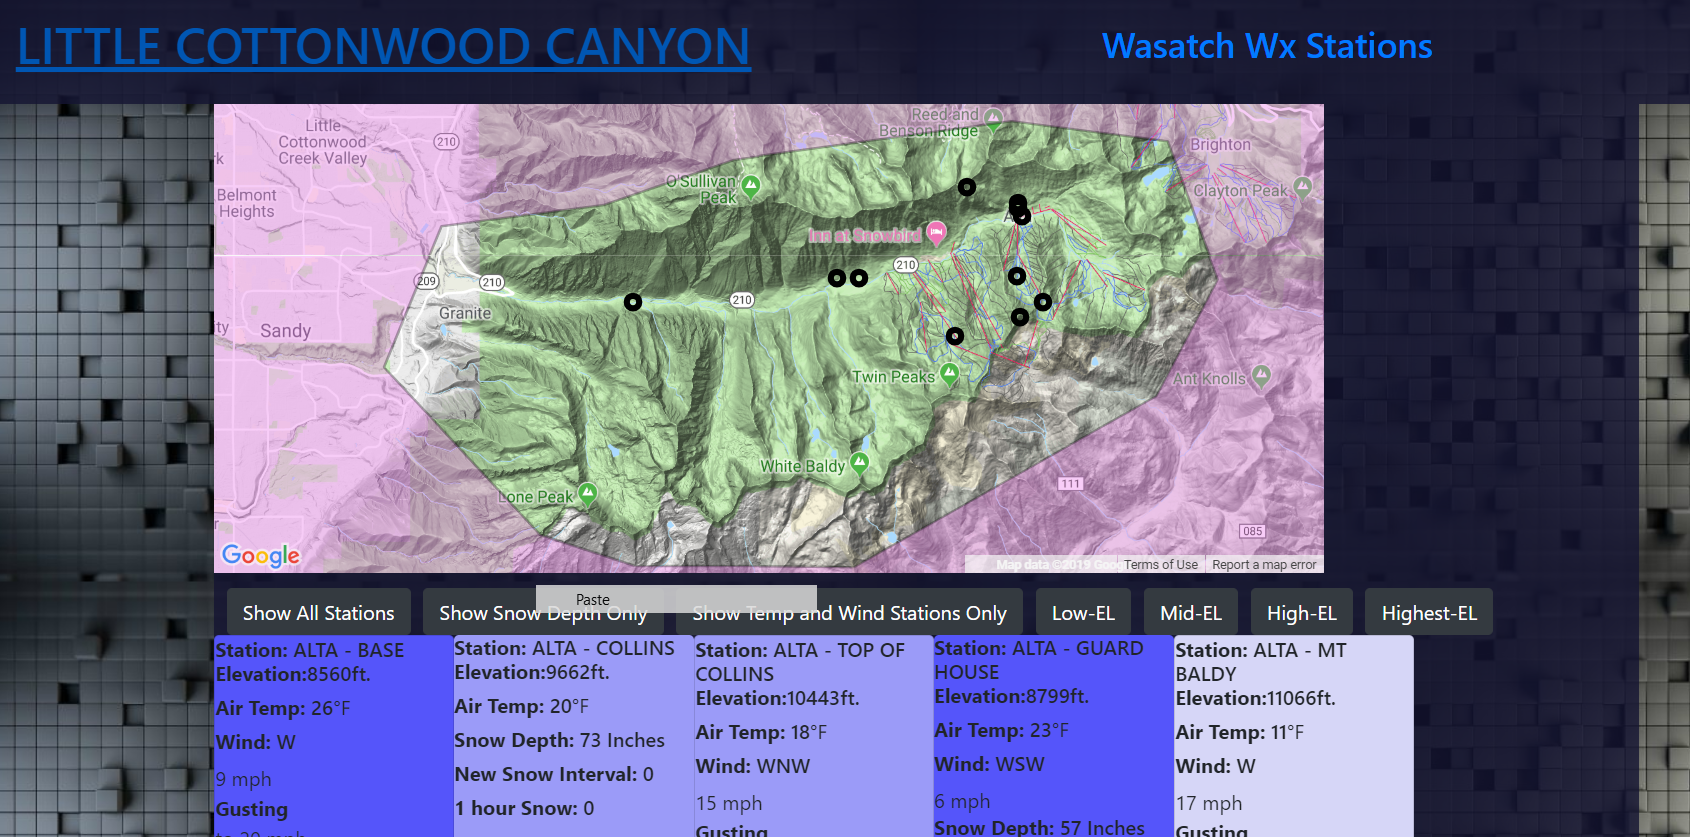 LITTLE COTTONWOOD CANYON
Wasatch Wx Stations
Little
Cottonwood
Creek Valley
210
Reed and
Benson Ridge
Brighton
Belmont
Heights
O'Sullivan
Peak
Clayton Peak
Inn at Snowbird
209
210
210
210
Granite
Sandy
Twin Peaks
Ant Knolls
White Baldy
Lone Peak
111
085
Google
Map data ©2019
Terms of Use
Report a map error
Paste
Show All Stations
Show Snow Depth Only
Show Temp and Wind Stations Only
Low-EL
Mid-EL
High-EL
Highest-EL
Station: ALTA - BASE
Elevation:8560ft.
Air Temp: 26°F
Wind: W
9 mph
Gusting
Station: ALTA - COLLINS
Elevation:9662ft.
Air Temp: 20°F
Snow Depth: 73 Inches
New Snow Interval: 0
1 hour Snow: 0
Station: ALTA - TOP OF
COLLINS
Elevation:10443ft.
Air Temp: 18°F
Wind: WNW
15 mph
Gusting
Station: ALTA - GUARD
HOUSE
Elevation:8799ft.
Air Temp: 23°F
Wind: WSW
6 mph
Snow Depth: 57 Inches
Station: ALTA - MT
BALDY
Elevation:11066ft.
Air Temp: 11°F
Wind: W
17 mph
Gusting